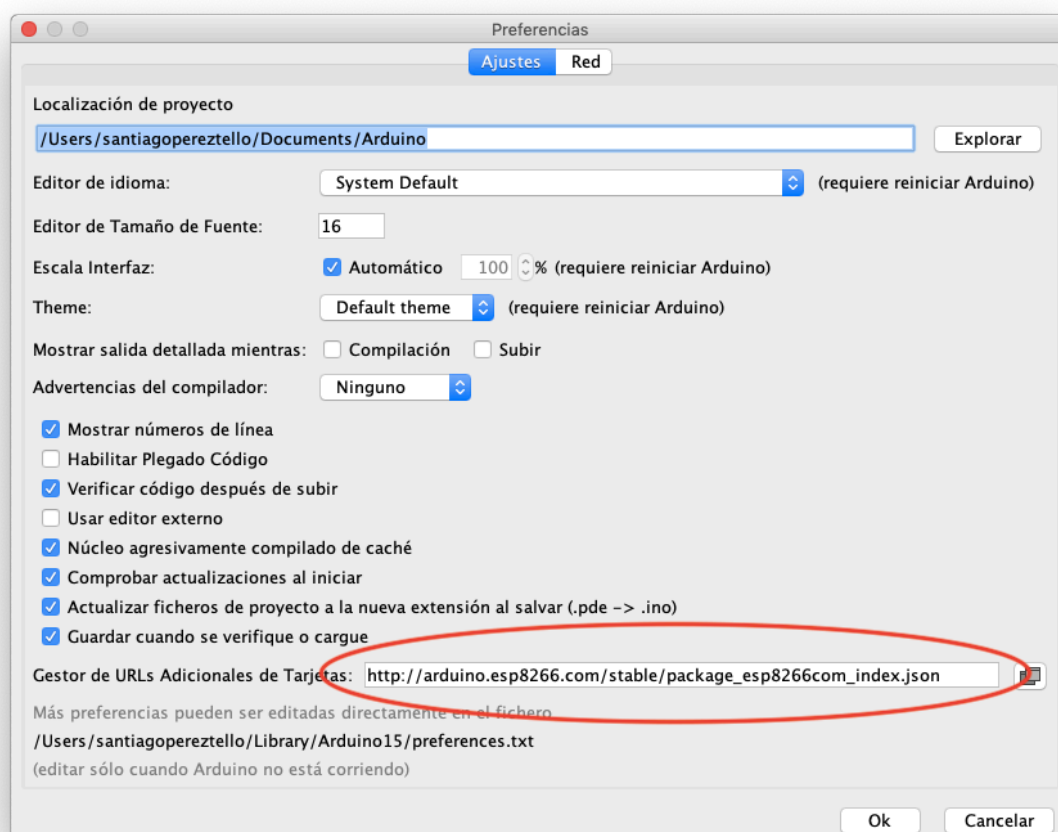 Preferencias
Ajustes Red
Localización de proyecto
/Users/santiagopereztello/Documents/Arduino Explorar
Editor de idioma: System Default (requiere reiniciar Arduino)
Editor de Tamaño de Fuente: 16
Escala Interfaz: Automático 100 % (requiere reiniciar Arduino)
Theme: Default theme (requiere reiniciar Arduino)
Mostrar salida detallada mientras: Compilación Subir
Advertencias del compilador: Ninguno
Mostrar números de línea
Habilitar Plegado Código
Verificar código después de subir
Usar editor externo
Núcleo agresivamente compilado de caché
Comprobar actualizaciones al iniciar
Actualizar ficheros de proyecto a la nueva extensión al salvar (.pde -> .ino)
Guardar cuando se verifique o cargue
Gestor de URLs Adicionales de Tarjetas: http://arduino.esp8266.com/stable/package_esp8266com_index.json
Más preferencias pueden ser editadas directamente en el fichero
/Users/santiagopereztello/Library/Arduino15/preferences.txt
(editar sólo cuando Arduino no está corriendo)
Ok Cancelar